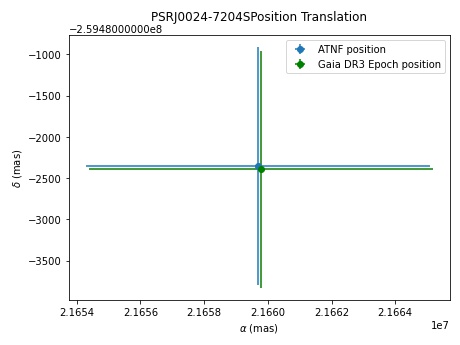 PSRJ0024-7204SPosition Translation
−2.5948000000e8
ATNF position
Gaia DR3 Epoch position
−1000
−1500
−2000
−2500
−3000
−3500
δ (mas)
2.1654 2.1656 2.1658 2.1660 2.1662 2.1664
1e7
α (mas)